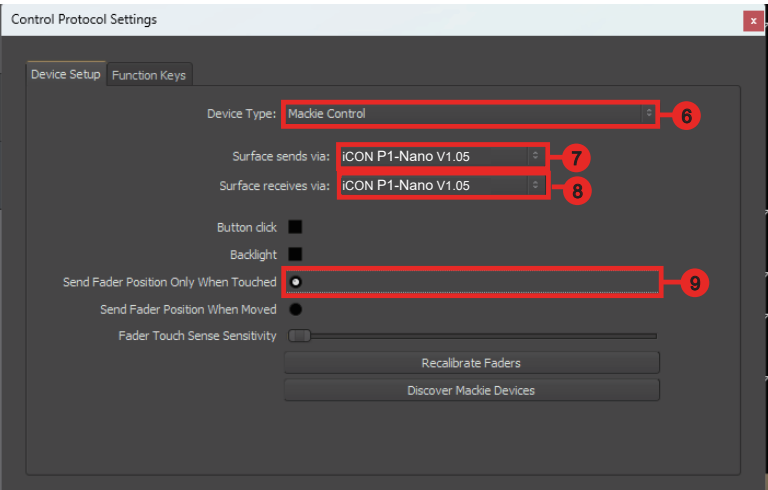 Control Protocol Settings
x
Device Setup Function Keys
Device Type: Mackie Control 6
Surface sends via: iCON P1-Nano V1.05 7
Surface receives via: iCON P1-Nano V1.05 8
Button click
Backlight
Send Fader Position Only When Touched 9
Send Fader Position When Moved
Fader Touch Sense Sensitivity
Recalibrate Faders
Discover Mackie Devices